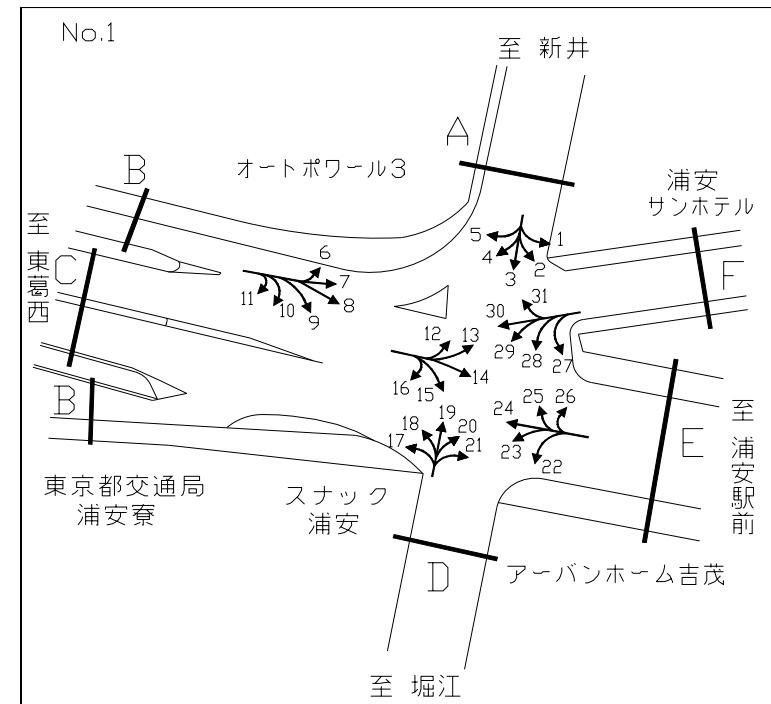 No.1
至 新井
A
オートポワール3
B
浦安
サンホテル
至 東葛西
C
F
5
4
3
2
1
6
7
8
9
10
11
31
30
29
28
27
12
13
14
15
16
25
26
24
23
22
19
18
20
17
21
B
E
至 浦安駅前
東京都交通局
浦安寮
スナック
浦安
D
アーバンホーム吉茂
至 堀江